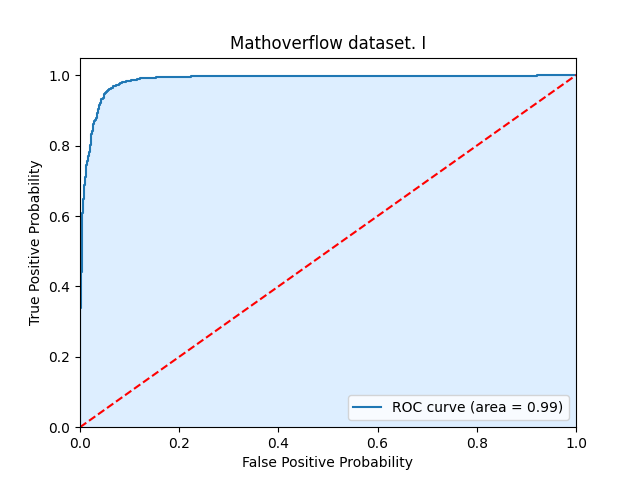 Mathoverflow dataset. I
1.0
0.8
0.6
0.4
0.2
0.0
True Positive Probability
ROC curve (area = 0.99)
0.0 0.2 0.4 0.6 0.8 1.0
False Positive Probability